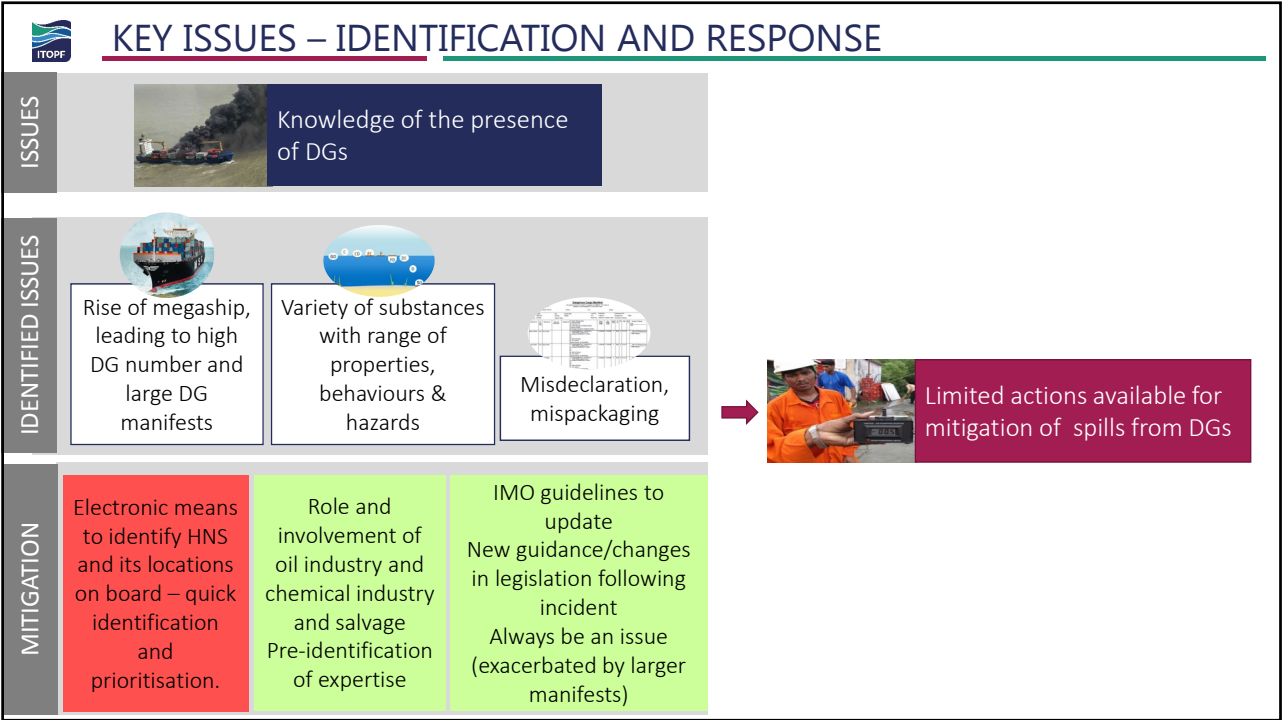 ITOPF
KEY ISSUES – IDENTIFICATION AND RESPONSE
ISSUES
Knowledge of the presence
of DGs
IDENTIFIED ISSUES
Rise of megaship,
leading to high
DG number and
large DG
manifests
Variety of substances
with range of
properties,
behaviours &
hazards
Misdeclaration,
mispackaging
Limited actions available for
mitigation of spills from DGs
MITIGATION
Electronic means
to identify HNS
and its locations
on board – quick
identification
and
prioritisation.
Role and
involvement of
oil industry and
chemical industry
and salvage
Pre-identification
of expertise
IMO guidelines to
update
New guidance/changes
in legislation following
incident
Always be an issue
(exacerbated by larger
manifests)